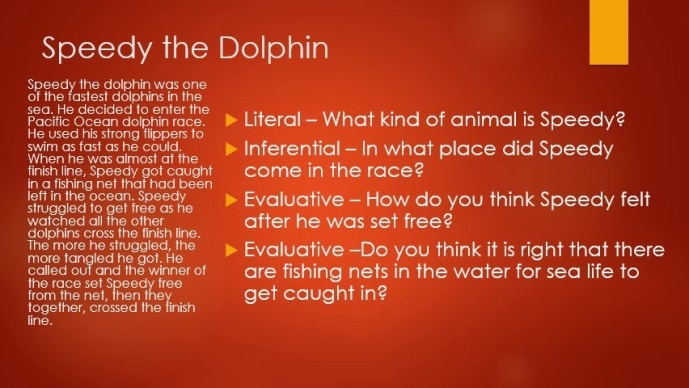 Speedy the Dolphin
Speedy the dolphin was one
of the fastest dolphins in the
sea. He decided to enter the
Pacific Ocean dolphin race.
He used his strong flippers to
swim as fast as he could.
When he was almost at the
finish line, Speedy got caught
in a fishing net that had been
left in the ocean. Speedy
struggled to get free as he
watched all the other
dolphins cross the finish line.
The more he struggled, the
more tangled he got. He
called out and the winner of
the race set Speedy free
from the net, then they
together, crossed the finish
line.
Literal – What kind of animal is Speedy?
Inferential – In what place did Speedy
come in the race?
Evaluative – How do you think Speedy felt
after he was set free?
Evaluative –Do you think it is right that there
are fishing nets in the water for sea life to
get caught in?